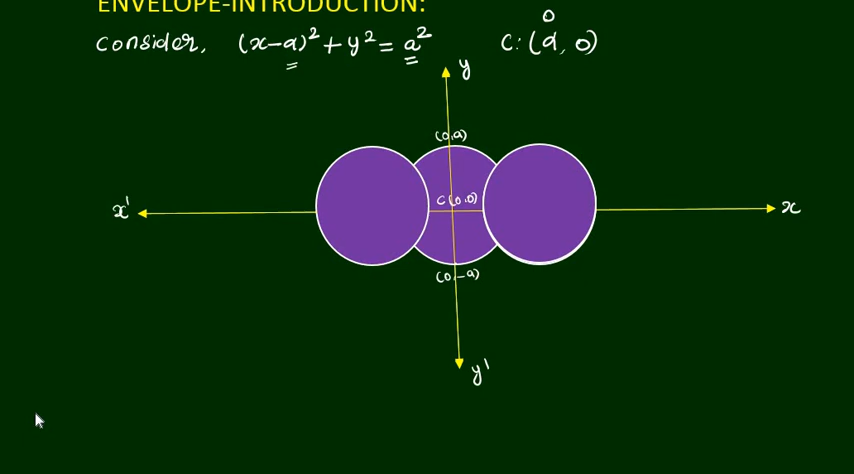 ENVELOPE-INTRODUCTION:
0
Consider, (x-α)² + y² = a² C: (α, 0)
y
(0,a)
x' C(0,0) x
(0,-a)
y'